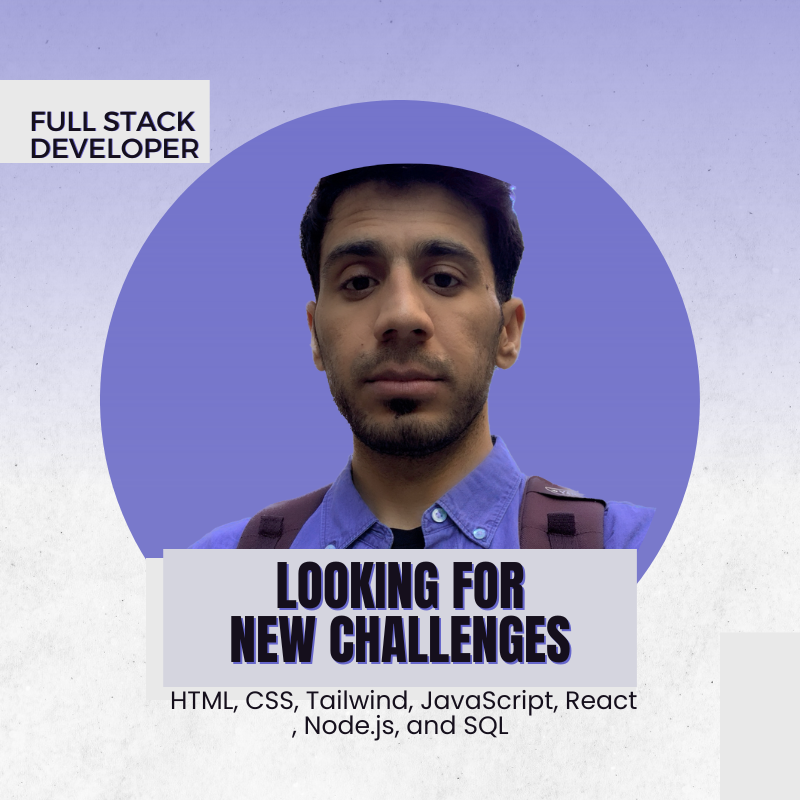 FULL STACK
DEVELOPER
LOOKING FOR
NEW CHALLENGES
HTML, CSS, Tailwind, JavaScript, React
, Node.js, and SQL